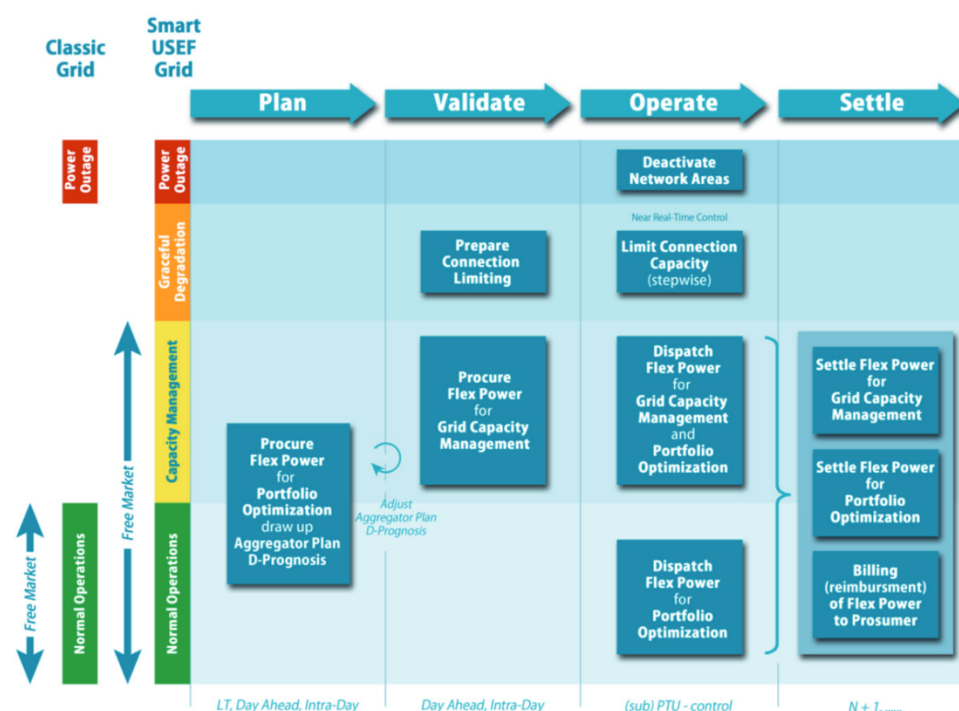 Classic
Grid
Smart
USEF
Grid
Plan
Validate
Operate
Settle
Power
Outage
Power
Outage
Deactivate
Network Areas
Graceful
Degradation
Near Real-Time Control
Prepare
Connection
Limiting
Limit Connection
Capacity
(stepwise)
Free Market
Capacity Management
Procure
Flex Power
for
Portfolio
Optimization
draw up
Aggregator Plan
D-Prognosis
Adjust
Aggregator Plan
D-Prognosis
Procure
Flex Power
for
Grid Capacity
Management
Dispatch
Flex Power
for
Grid Capacity
Management
and
Portfolio
Optimization
Settle Flex Power
for
Grid Capacity
Management
Settle Flex Power
for
Portfolio
Optimization
Free Market
Normal Operations
Normal Operations
Dispatch
Flex Power
for
Portfolio
Optimization
Billing
(reimbursment)
of Flex Power
to Prosumer
LT, Day Ahead, Intra-Day
Day Ahead, Intra-Day
(sub) PTU - control
N + 1, ....